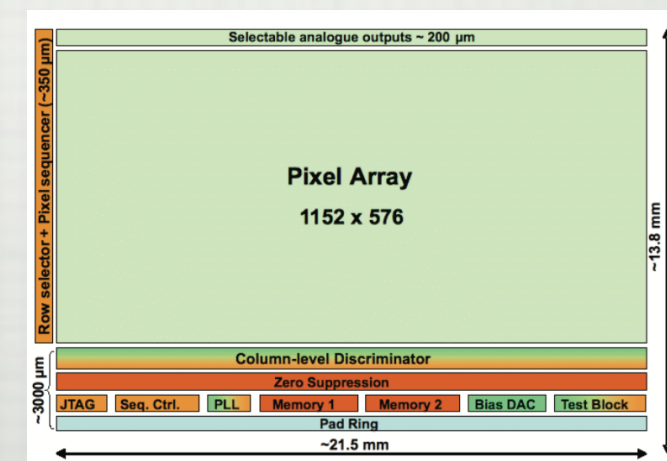 Selectable analogue outputs ~ 200 µm
Row selector + Pixel sequencer (~350 µm)
Pixel Array
1152 x 576
~13.8 mm
Column-level Discriminator
Zero Suppression
~3000 µm
JTAG
Seq. Ctrl.
PLL
Memory 1
Memory 2
Bias DAC
Test Block
Pad Ring
~21.5 mm